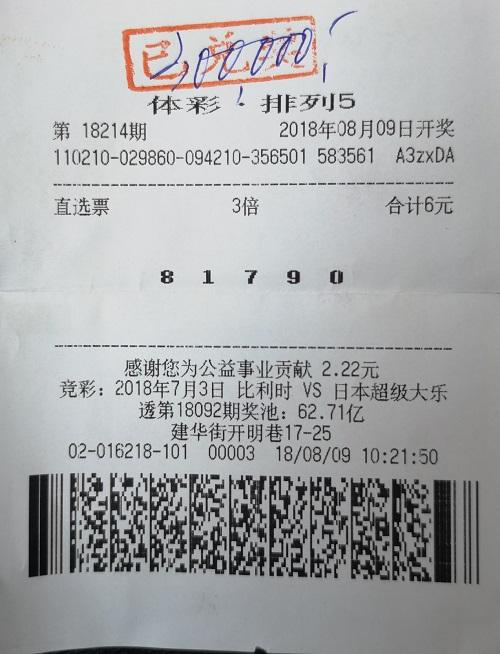 已兑奖
体彩·排列5
第 18214期 2018年08月09日开奖
110210-029860-094210-356501 583561 A3zxDA
直选票 3倍 合计6元
8 1 7 9 0
感谢您为公益事业贡献 2.22元
竞彩：2018年7月3日 比利时 VS 日本超级大乐
透第18092期奖池：62.71亿
建华街开明巷17-25
02-016218-101 00003 18/08/09 10:21:50